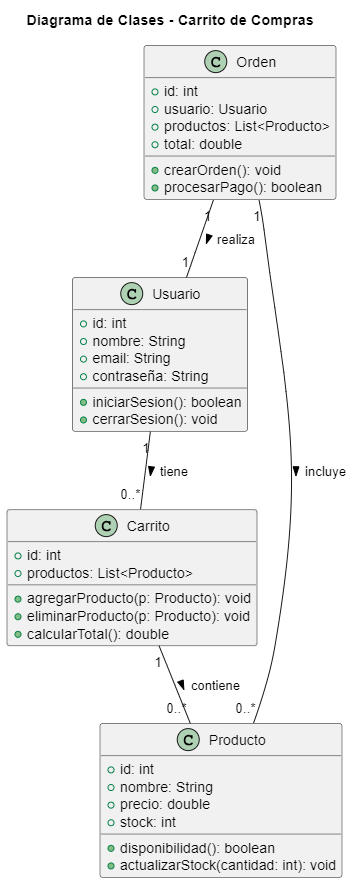 Diagrama de Clases - Carrito de Compras
C Orden
id: int
usuario: Usuario
productos: List<Producto>
total: double
crearOrden(): void
procesarPago(): boolean
1
1
realiza
1
C Usuario
id: int
nombre: String
email: String
contraseña: String
iniciarSesion(): boolean
cerrarSesion(): void
1
tiene
incluye
0..*
C Carrito
id: int
productos: List<Producto>
agregarProducto(p: Producto): void
eliminarProducto(p: Producto): void
calcularTotal(): double
1
contiene
0..*
0..*
C Producto
id: int
nombre: String
precio: double
stock: int
disponibilidad(): boolean
actualizarStock(cantidad: int): void